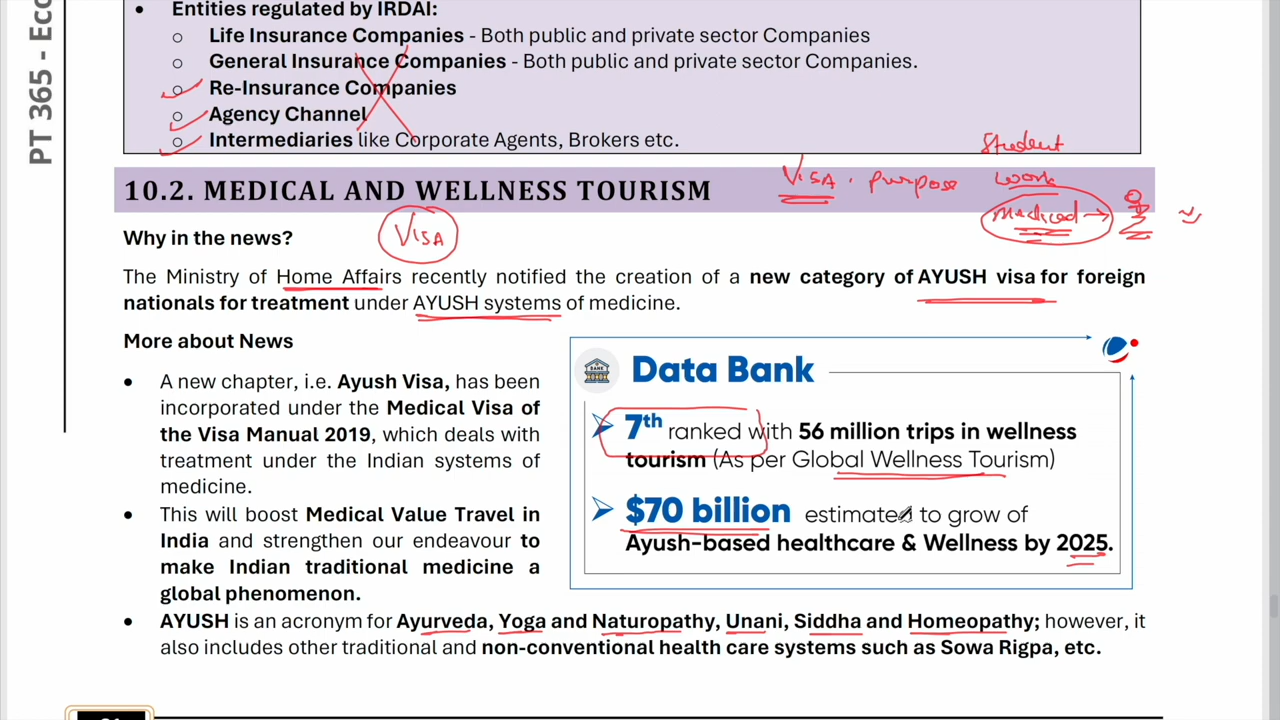 PT 365 - Eco
• Entities regulated by IRDAI:
o Life Insurance Companies - Both public and private sector Companies
o General Insurance Companies - Both public and private sector Companies.
o Re-Insurance Companies
o Agency Channel
o Intermediaries like Corporate Agents, Brokers etc.
Student
VISA. purpose work
10.2. MEDICAL AND WELLNESS TOURISM
Medical →
Why in the news?
VISA
The Ministry of Home Affairs recently notified the creation of a new category of AYUSH visa for foreign
nationals for treatment under AYUSH systems of medicine.
More about News
• A new chapter, i.e. Ayush Visa, has been
incorporated under the Medical Visa of
the Visa Manual 2019, which deals with
treatment under the Indian systems of
medicine.
• This will boost Medical Value Travel in
India and strengthen our endeavour to
make Indian traditional medicine a
global phenomenon.
BANK
Data Bank
7th ranked with 56 million trips in wellness
tourism (As per Global Wellness Tourism)
$70 billion estimated to grow of
Ayush-based healthcare & Wellness by 2025.
• AYUSH is an acronym for Ayurveda, Yoga and Naturopathy, Unani, Siddha and Homeopathy; however, it
also includes other traditional and non-conventional health care systems such as Sowa Rigpa, etc.